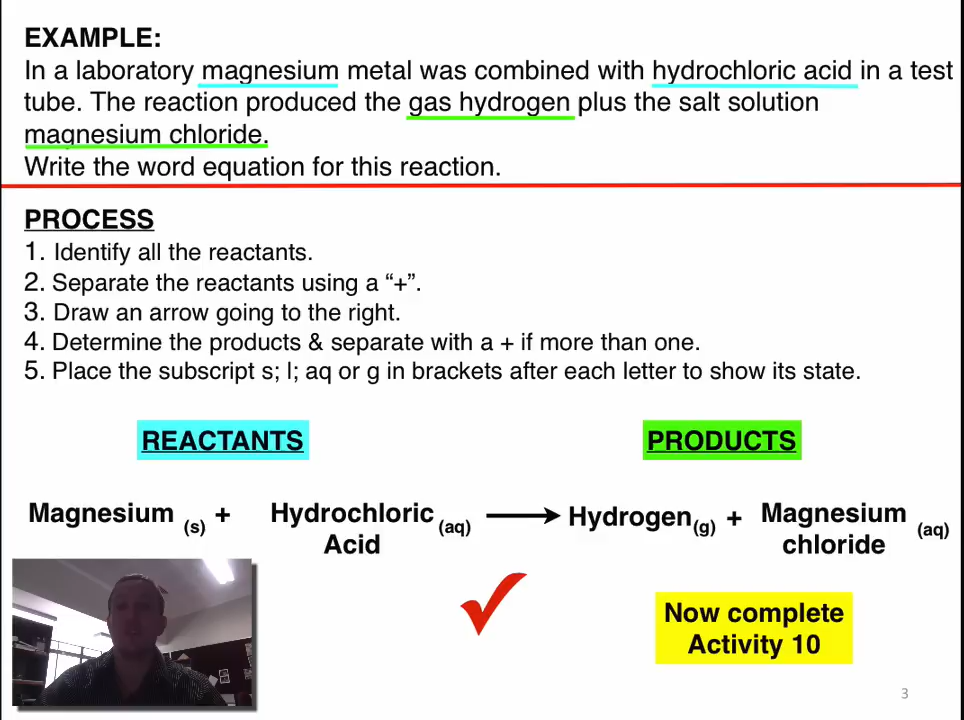 EXAMPLE:
In a laboratory magnesium metal was combined with hydrochloric acid in a test
tube. The reaction produced the gas hydrogen plus the salt solution
magnesium chloride.
Write the word equation for this reaction.
PROCESS
1. Identify all the reactants.
2. Separate the reactants using a “+”.
3. Draw an arrow going to the right.
4. Determine the products & separate with a + if more than one.
5. Place the subscript s; l; aq or g in brackets after each letter to show its state.
REACTANTS PRODUCTS
Magnesium (s) + Hydrochloric (aq) ⟶ Hydrogen(g) + Magnesium (aq)
Acid chloride
Now complete
Activity 10
3